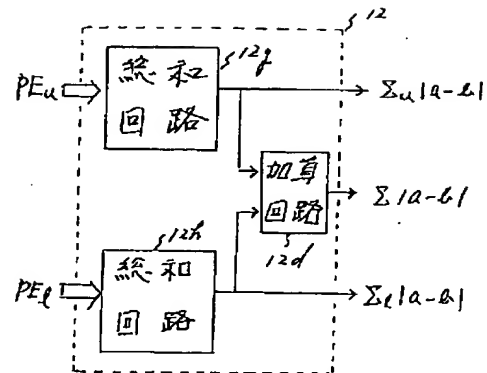 12
12g
PEu
総和
回路
Σu|a-b|
加算
回路
Σ|a-b|
12d
12h
PEl
総和
回路
Σl|a-b|